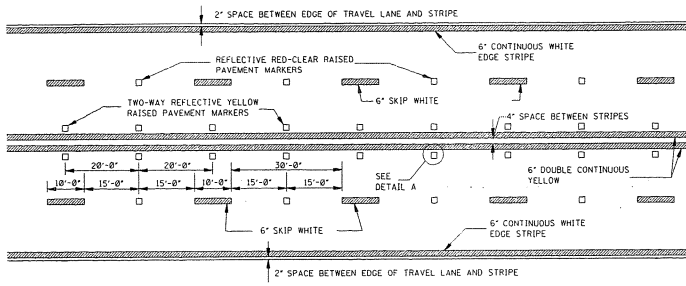 2" SPACE BETWEEN EDGE OF TRAVEL LANE AND STRIPE
6" CONTINUOUS WHITE
EDGE STRIPE
REFLECTIVE RED-CLEAR RAISED
PAVEMENT MARKERS
TWO-WAY REFLECTIVE YELLOW
RAISED PAVEMENT MARKERS
6" SKIP WHITE
4" SPACE BETWEEN STRIPES
20'-0" 20'-0" 30'-0"
10'-0" 15'-0" 15'-0" 10'-0" 15'-0" 15'-0"
SEE
DETAIL A
6" DOUBLE CONTINUOUS
YELLOW
6" SKIP WHITE
6" CONTINUOUS WHITE
EDGE STRIPE
2" SPACE BETWEEN EDGE OF TRAVEL LANE AND STRIPE